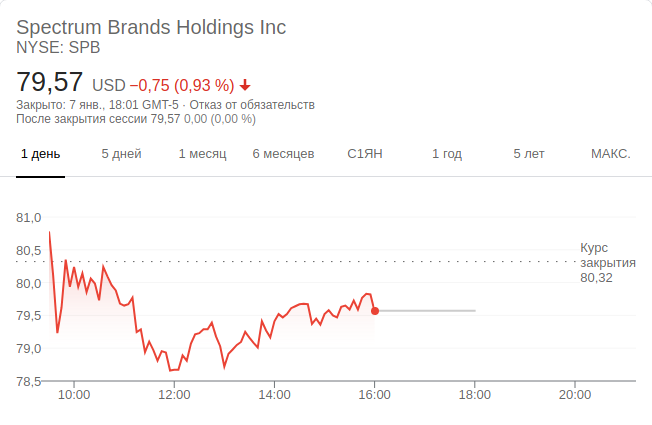 Spectrum Brands Holdings Inc
NYSE: SPB
79,57 USD −0,75 (0,93 %)
Закрыто: 7 янв., 18:01 GMT-5 · Отказ от обязательств
После закрытия сессии 79,57 0,00 (0,00 %)
1 день 5 дней 1 месяц 6 месяцев С1ЯН 1 год 5 лет МАКС.
81,0
80,5
80,0
79,5
79,0
78,5
Курс
закрытия
80,32
10:00 12:00 14:00 16:00 18:00 20:00